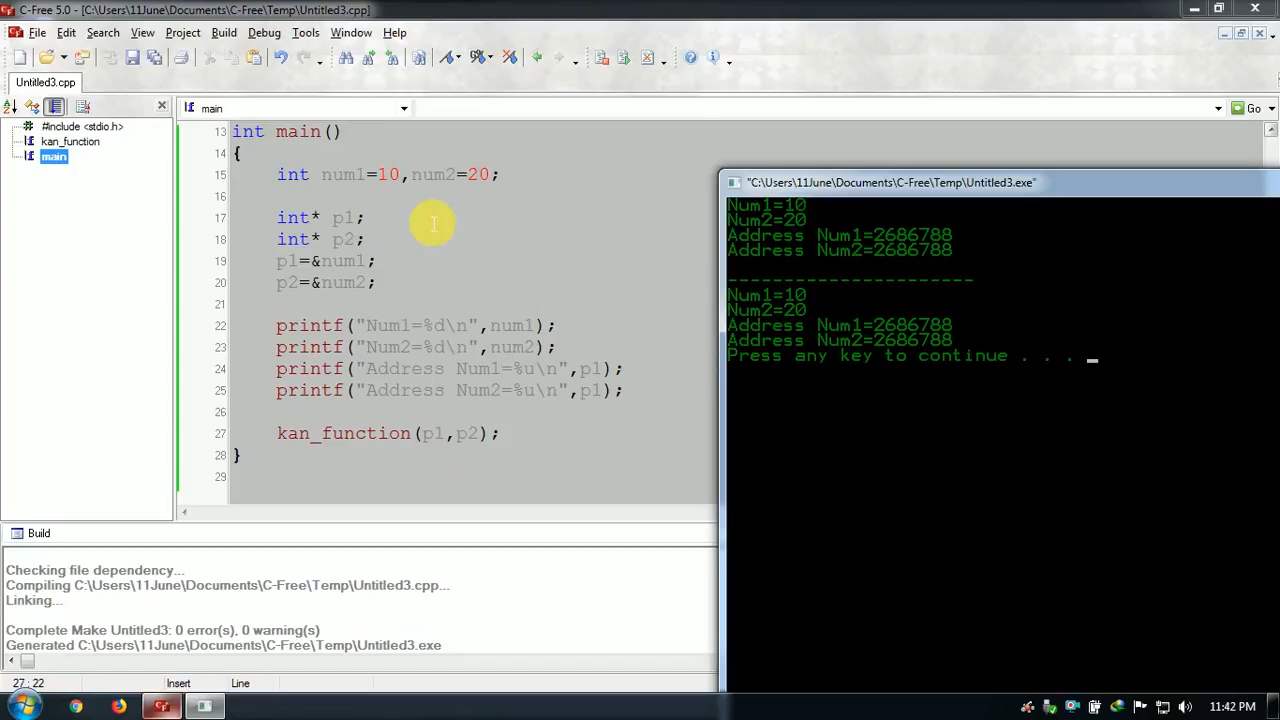 C-Free 5.0 - [C:\Users\11June\Documents\C-Free\Temp\Untitled3.cpp]
File Edit Search View Project Build Debug Tools Window Help
Untitled3.cpp
main
Go
#include <stdio.h>
kan_function
main
13 int main()
14 {
15 int num1=10,num2=20;
16
17 int* p1;
18 int* p2;
19 p1=&num1;
20 p2=&num2;
21
22 printf("Num1=%d\n",num1);
23 printf("Num2=%d\n",num2);
24 printf("Address Num1=%u\n",p1);
25 printf("Address Num2=%u\n",p1);
26
27 kan_function(p1,p2);
28 }
29
"C:\Users\11June\Documents\C-Free\Temp\Untitled3.exe"
Num1=10
Num2=20
Address Num1=2686788
Address Num2=2686788
----------------------
Num1=10
Num2=20
Address Num1=2686788
Address Num2=2686788
Press any key to continue . . . _
Build
Checking file dependency...
Compiling C:\Users\11June\Documents\C-Free\Temp\Untitled3.cpp...
Linking...
Complete Make Untitled3: 0 error(s), 0 warning(s)
Generated C:\Users\11June\Documents\C-Free\Temp\Untitled3.exe
27: 22 Insert Line
11:42 PM